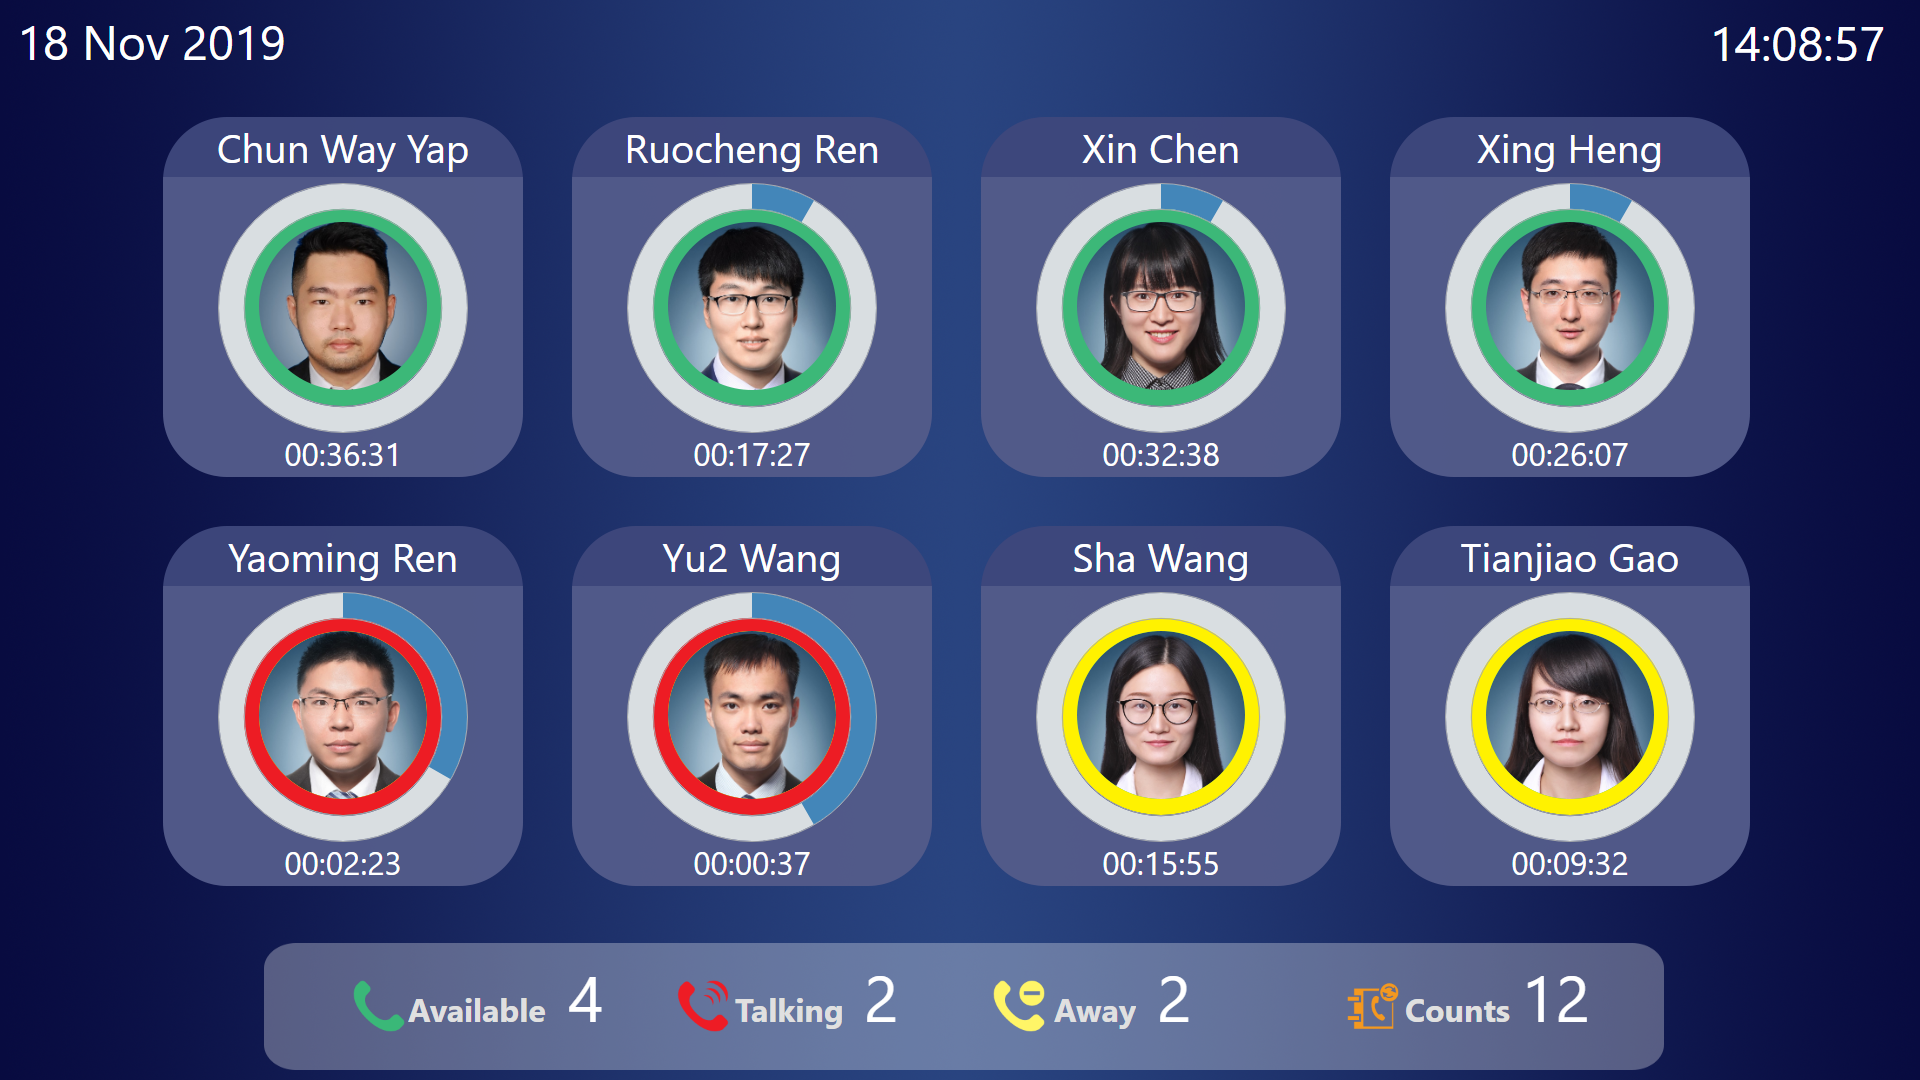 18 Nov 2019
14:08:57
Chun Way Yap
Ruocheng Ren
Xin Chen
Xing Heng
00:36:31
00:17:27
00:32:38
00:26:07
Yaoming Ren
Yu2 Wang
Sha Wang
Tianjiao Gao
00:02:23
00:00:37
00:15:55
00:09:32
Available 4
Talking 2
Away 2
Counts 12